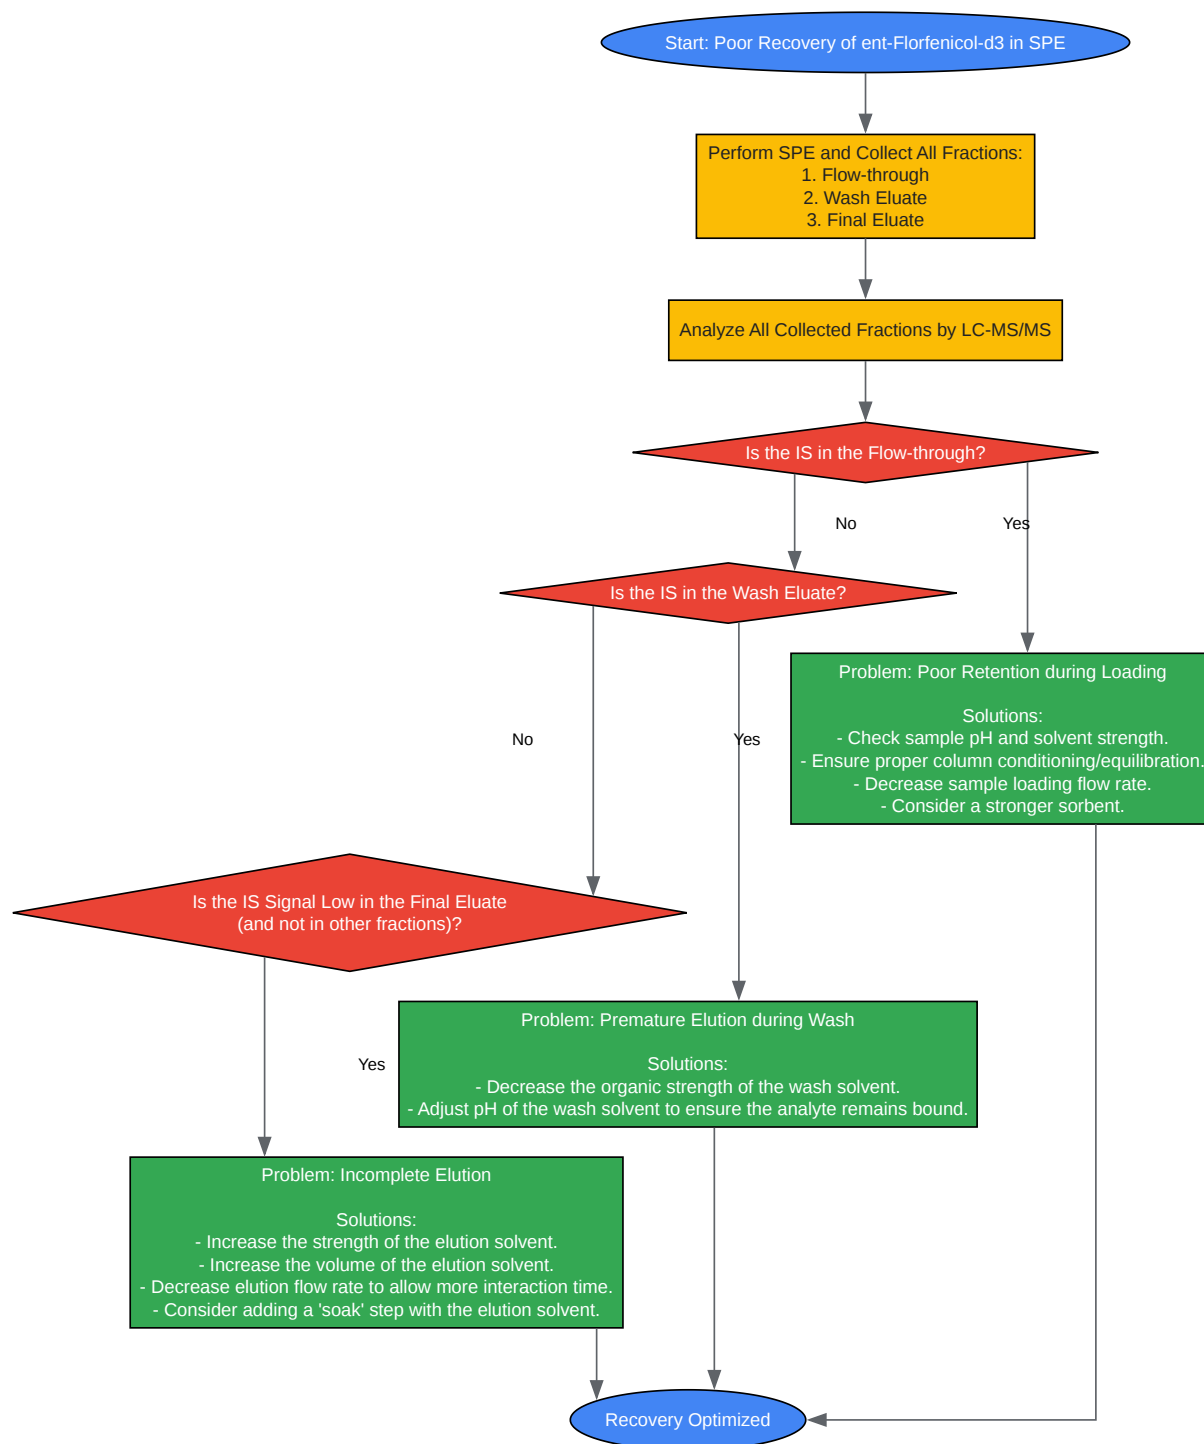 Start: Poor Recovery of ent-Florfenicol-d3 in SPE
Perform SPE and Collect All Fractions:
1. Flow-through
2. Wash Eluate
3. Final Eluate
Analyze All Collected Fractions by LC-MS/MS
Is the IS in the Flow-through?
No
Yes
Is the IS in the Wash Eluate?
Problem: Poor Retention during Loading
Solutions:
- Check sample pH and solvent strength.
- Ensure proper column conditioning/equilibration.
- Decrease sample loading flow rate.
- Consider a stronger sorbent.
No
Yes
Is the IS Signal Low in the Final Eluate
(and not in other fractions)?
Problem: Premature Elution during Wash
Solutions:
- Decrease the organic strength of the wash solvent.
- Adjust pH of the wash solvent to ensure the analyte remains bound.
Yes
Problem: Incomplete Elution
Solutions:
- Increase the strength of the elution solvent.
- Increase the volume of the elution solvent.
- Decrease elution flow rate to allow more interaction time.
- Consider adding a 'soak' step with the elution solvent.
Recovery Optimized